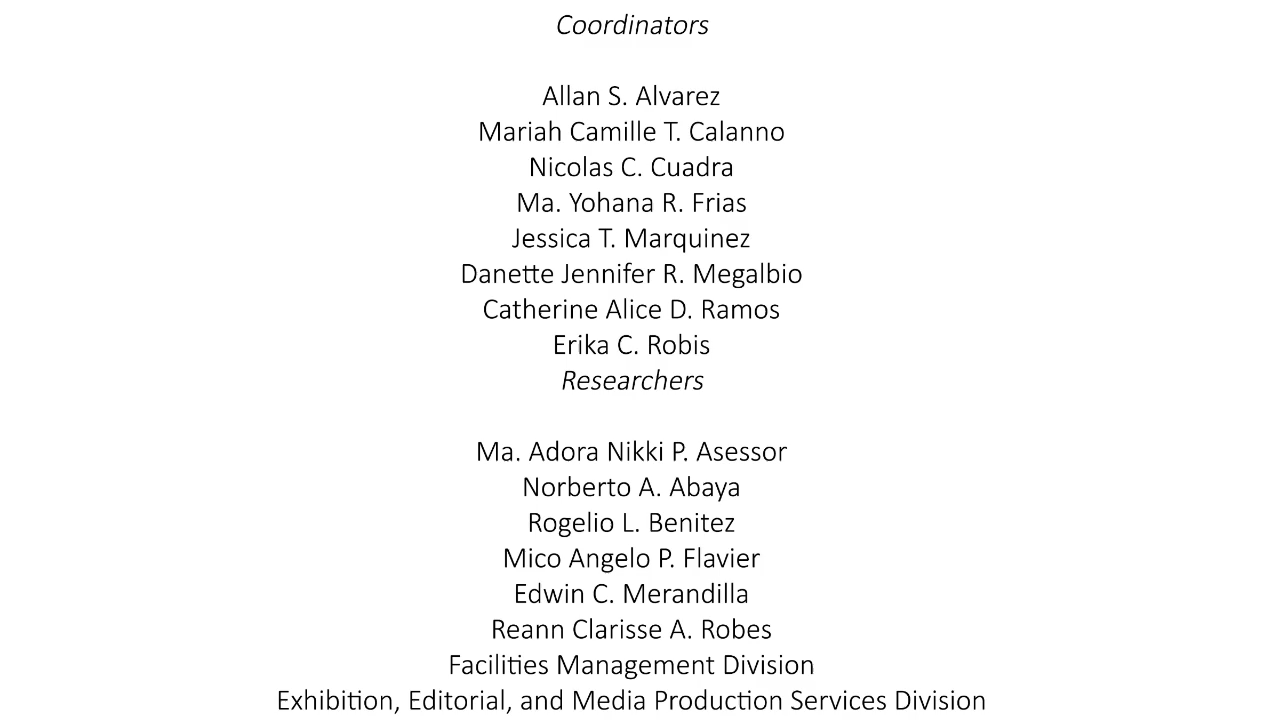 Coordinators
Allan S. Alvarez
Mariah Camille T. Calanno
Nicolas C. Cuadra
Ma. Yohana R. Frias
Jessica T. Marquinez
Danette Jennifer R. Megalbio
Catherine Alice D. Ramos
Erika C. Robis
Researchers
Ma. Adora Nikki P. Asessor
Norberto A. Abaya
Rogelio L. Benitez
Mico Angelo P. Flavier
Edwin C. Merandilla
Reann Clarisse A. Robes
Facilities Management Division
Exhibition, Editorial, and Media Production Services Division